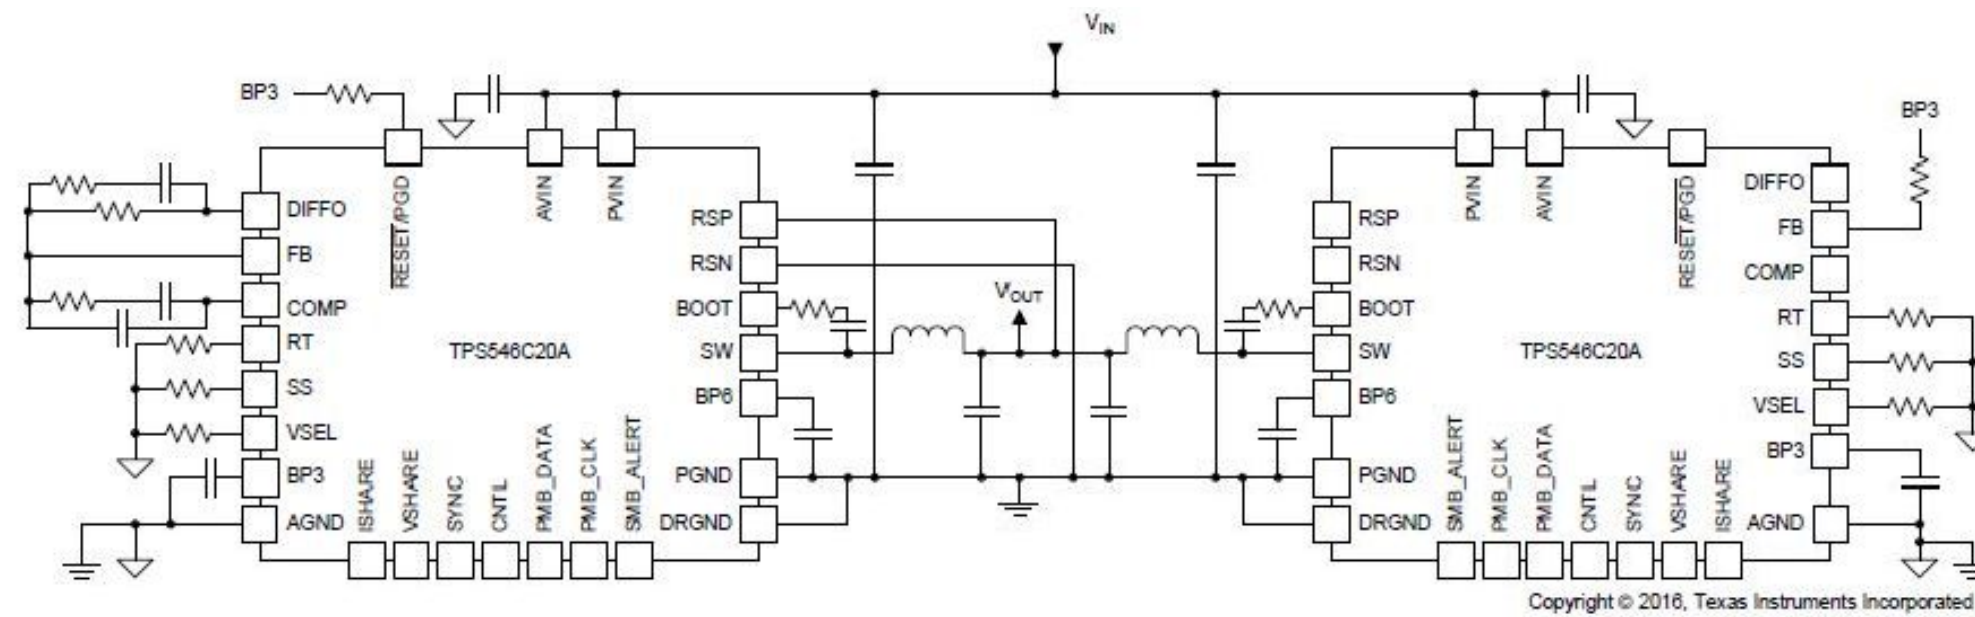 V_IN
BP3
BP3
RESET/PGD
AVIN
PVIN
DIFFO
FB
COMP
RT
SS
VSEL
BP3
AGND
TPS546C20A
RSP
RSN
BOOT
SW
BP6
PGND
DRGND
ISHARE
VSHARE
SYNC
CNTL
PMB_DATA
PMB_CLK
SMB_ALERT
V_OUT
PVIN
AVIN
RESET/PGD
RSP
RSN
BOOT
SW
BP6
PGND
DRGND
TPS546C20A
DIFFO
FB
COMP
RT
SS
VSEL
BP3
AGND
SMB_ALERT
PMB_CLK
PMB_DATA
CNTL
SYNC
VSHARE
ISHARE
Copyright © 2016, Texas Instruments Incorporated